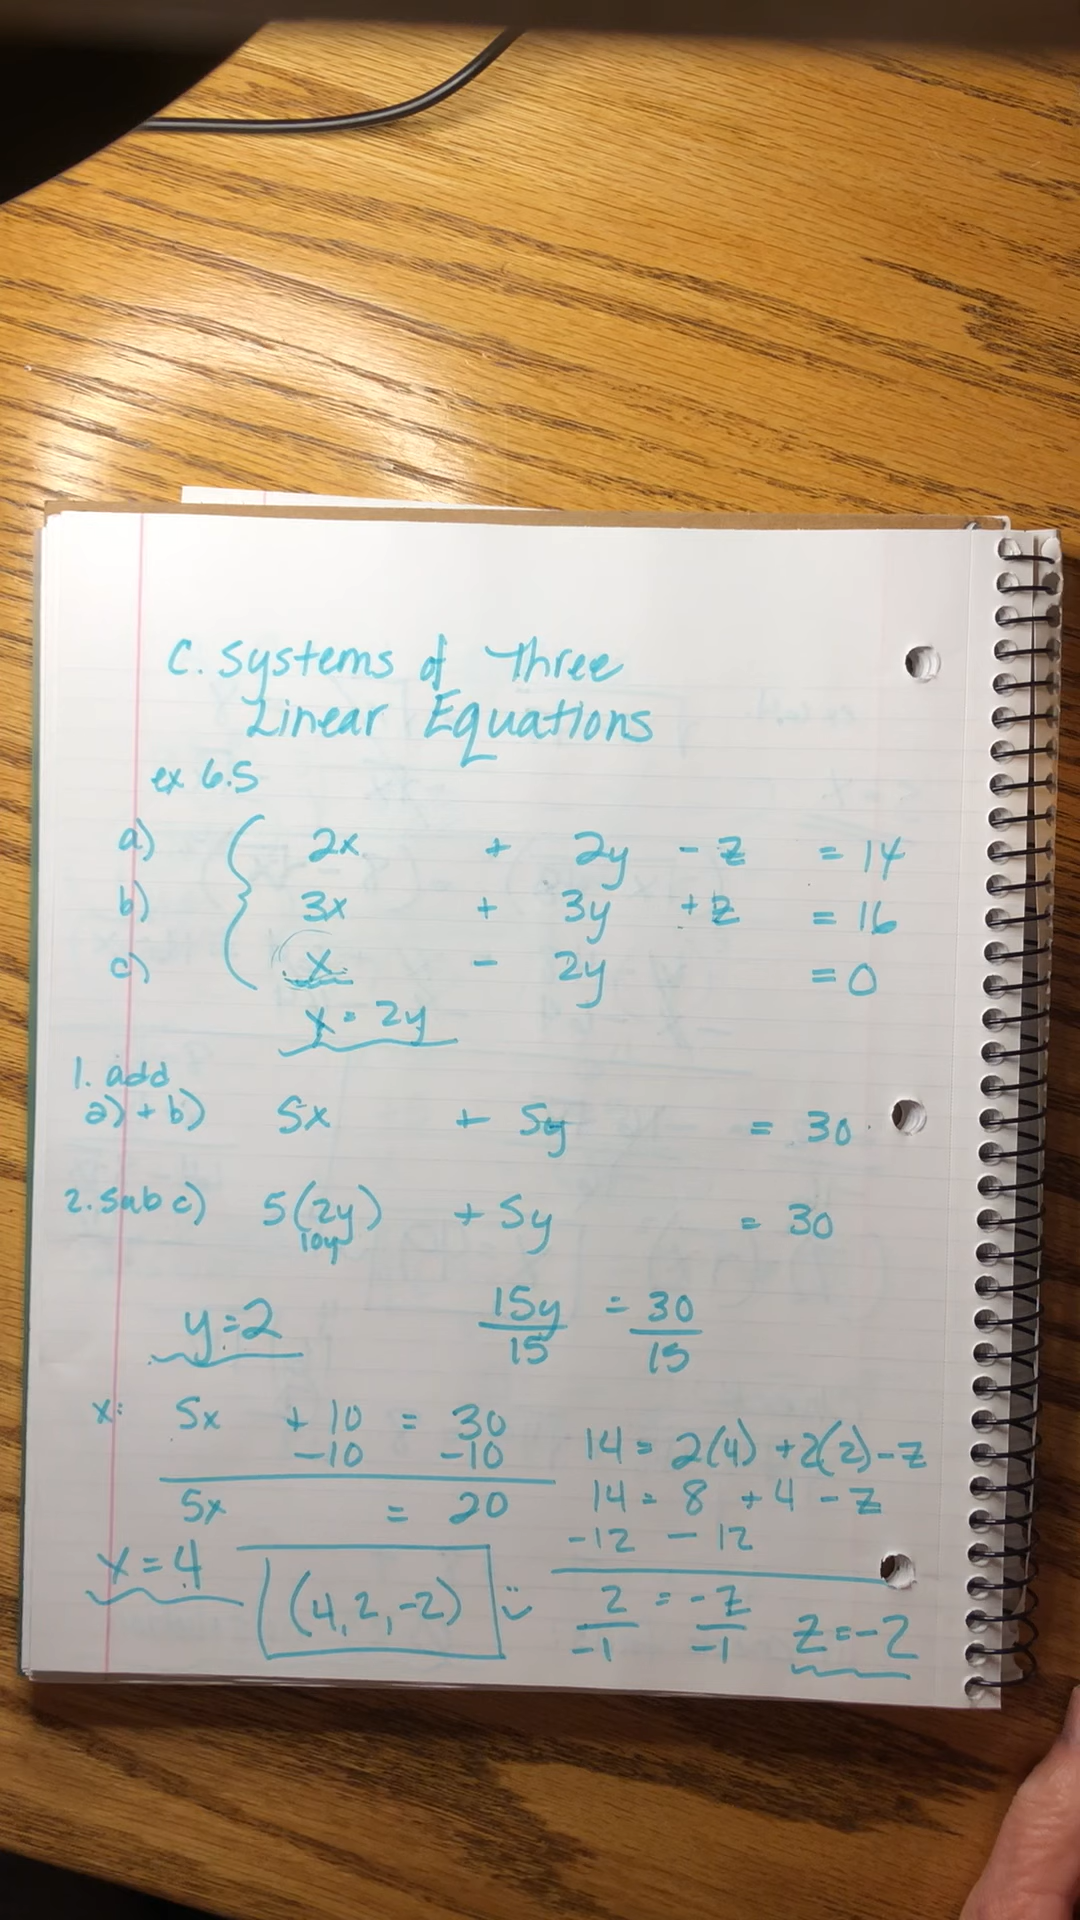 C. Systems of Three
Linear Equations
ex 6.5
a) { 2x + 2y - z = 14
b) 3x + 3y + z = 16
c) x - 2y = 0
x = 2y
1. add
a) + b) 5x + 5y = 30
2. sub c) 5(2y) + 5y = 30
10y
15y = 30
15 15
y = 2
x: 5x + 10 = 30
-10 -10
5x = 20
x = 4
14 = 2(4) + 2(2) - z
14 = 8 + 4 - z
-12 - 12
2 = -z
-1 -1
z = -2
(4, 2, -2) :)